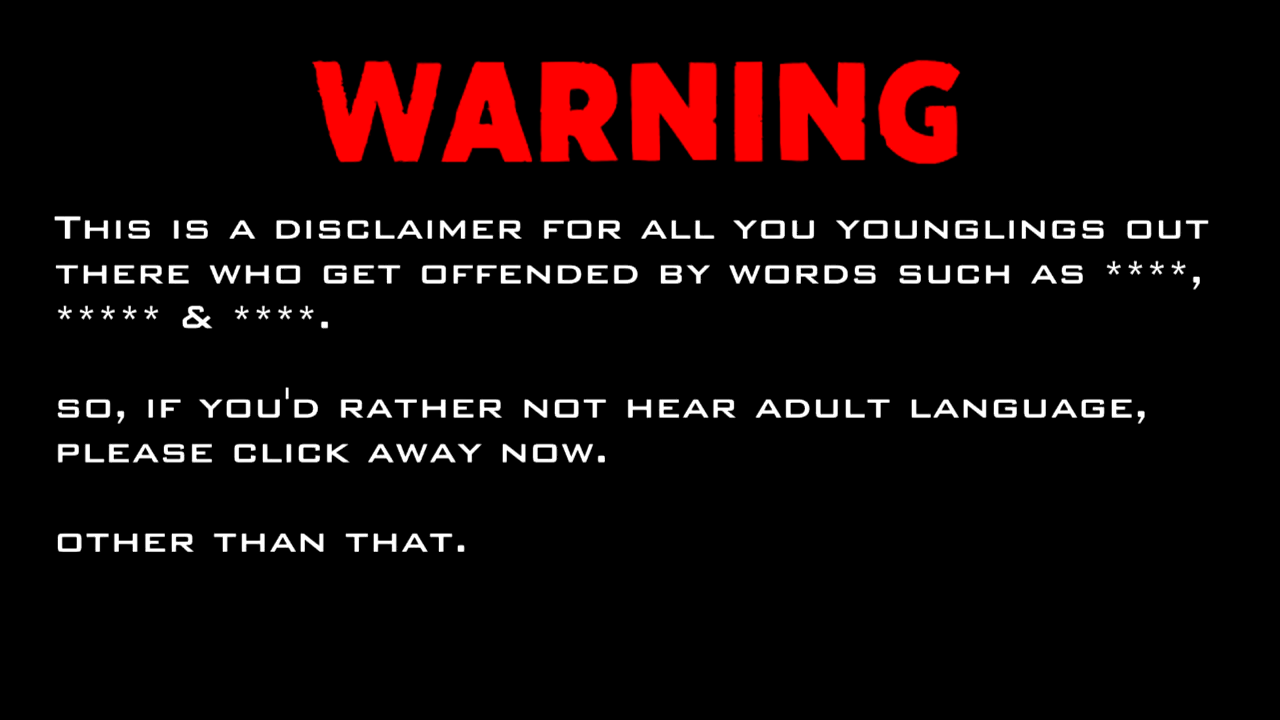 WARNING
This is a disclaimer for all you younglings out
there who get offended by words such as ****,
***** & ****.
so, if you'd rather not hear adult language,
please click away now.
other than that.